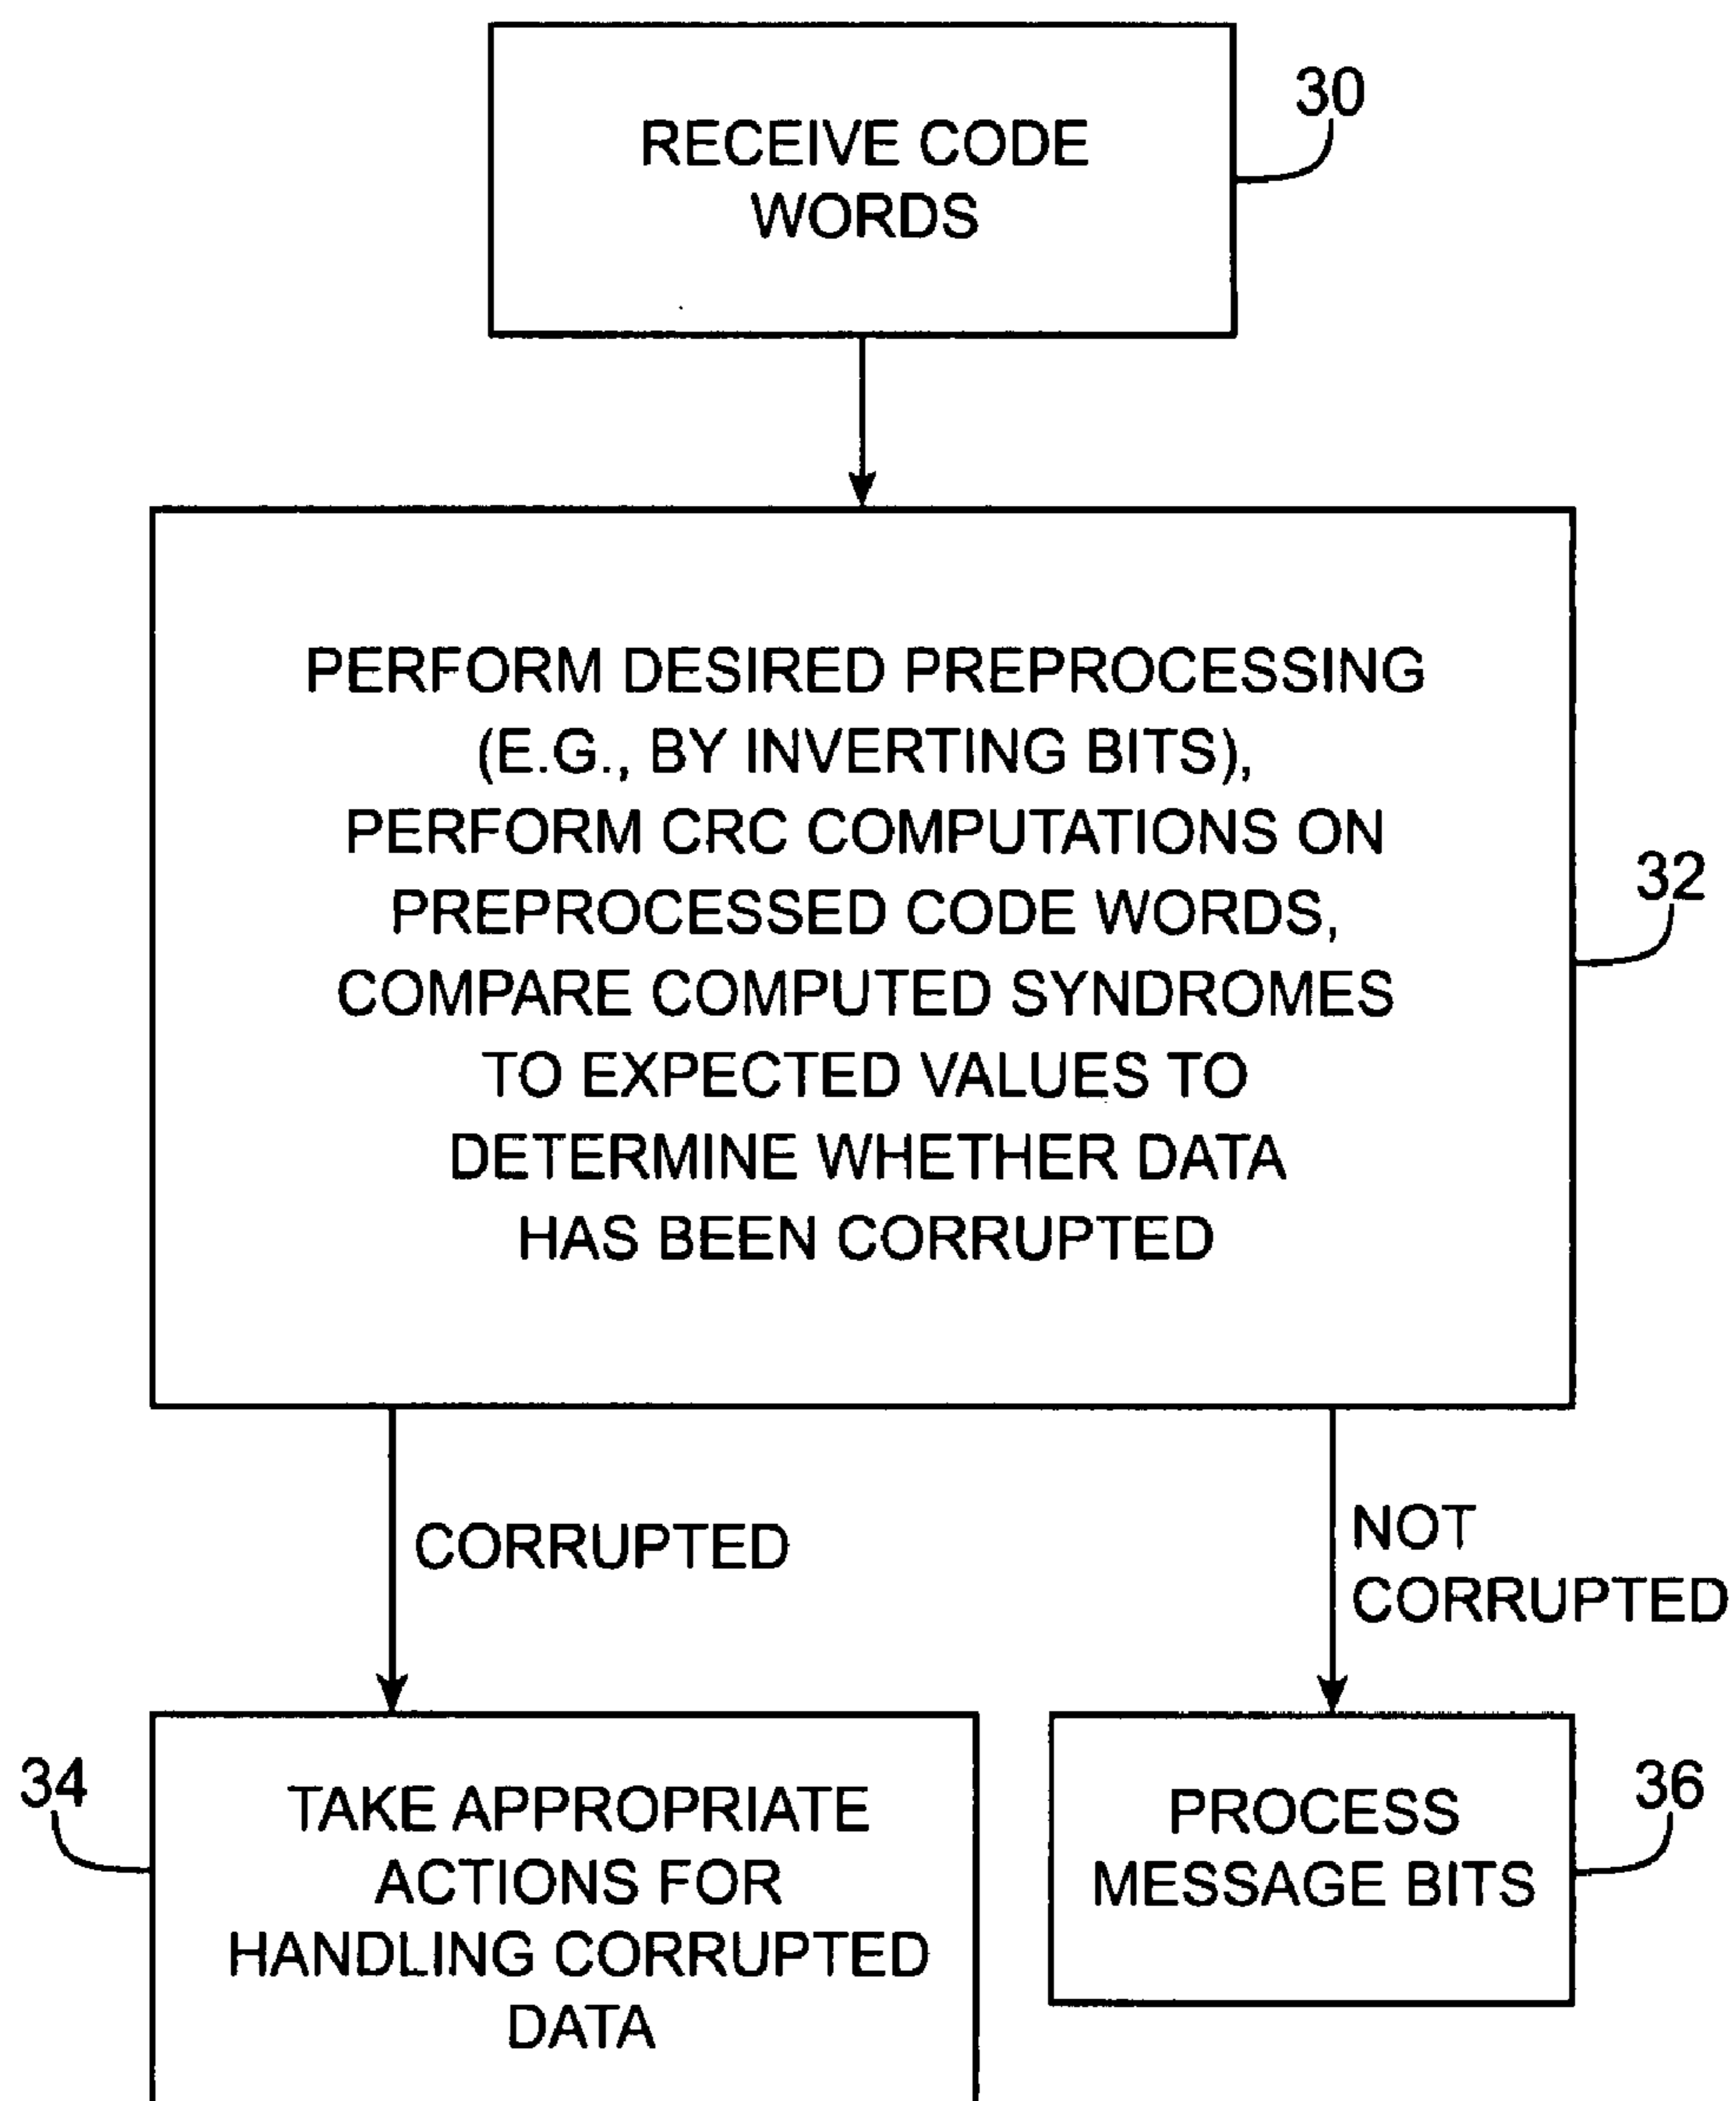 RECEIVE CODE
WORDS
30
PERFORM DESIRED PREPROCESSING
(E.G., BY INVERTING BITS),
PERFORM CRC COMPUTATIONS ON
PREPROCESSED CODE WORDS,
COMPARE COMPUTED SYNDROMES
TO EXPECTED VALUES TO
DETERMINE WHETHER DATA
HAS BEEN CORRUPTED
32
CORRUPTED
NOT
CORRUPTED
34
TAKE APPROPRIATE
ACTIONS FOR
HANDLING CORRUPTED
DATA
PROCESS
MESSAGE BITS
36